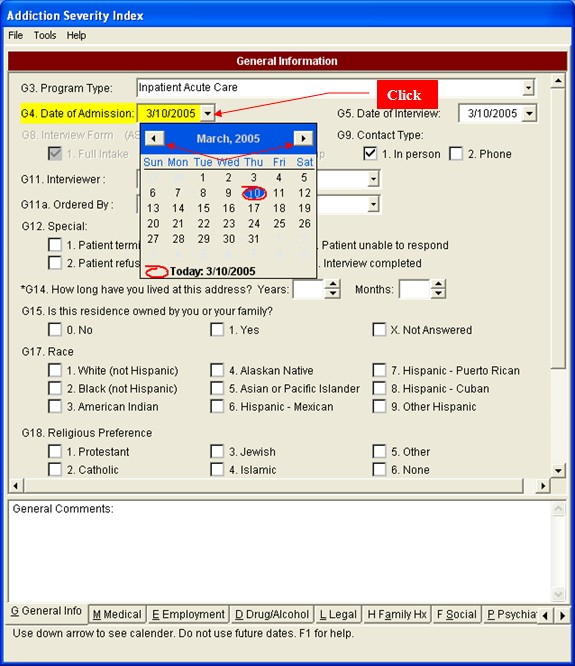 Addiction Severity Index
File Tools Help
General Information
G3. Program Type: Inpatient Acute Care
Click
G4. Date of Admission: 3/10/2005 G5. Date of Interview: 3/10/2005
G8. Interview Form (AS G9. Contact Type:
1. Full Intake p 1. In person 2. Phone
March, 2005
Sun Mon Tue Wed Thu Fri Sat
1 2 3 4 5
6 7 8 9 10 11 12
13 14 15 16 17 18 19
20 21 22 23 24 25 26
27 28 29 30 31
Today: 3/10/2005
G11. Interviewer :
G11a. Ordered By :
G12. Special:
1. Patient termi . Patient unable to respond
2. Patient refus . Interview completed
*G14. How long have you lived at this address? Years: Months:
G15. Is this residence owned by you or your family?
0. No 1. Yes X. Not Answered
G17. Race
1. White (not Hispanic) 4. Alaskan Native 7. Hispanic - Puerto Rican
2. Black (not Hispanic) 5. Asian or Pacific Islander 8. Hispanic - Cuban
3. American Indian 6. Hispanic - Mexican 9. Other Hispanic
G18. Religious Preference
1. Protestant 3. Jewish 5. Other
2. Catholic 4. Islamic 6. None
General Comments:
G General Info M Medical E Employment D Drug/Alcohol L Legal H Family Hx F Social P Psychia
Use down arrow to see calender. Do not use future dates. F1 for help.